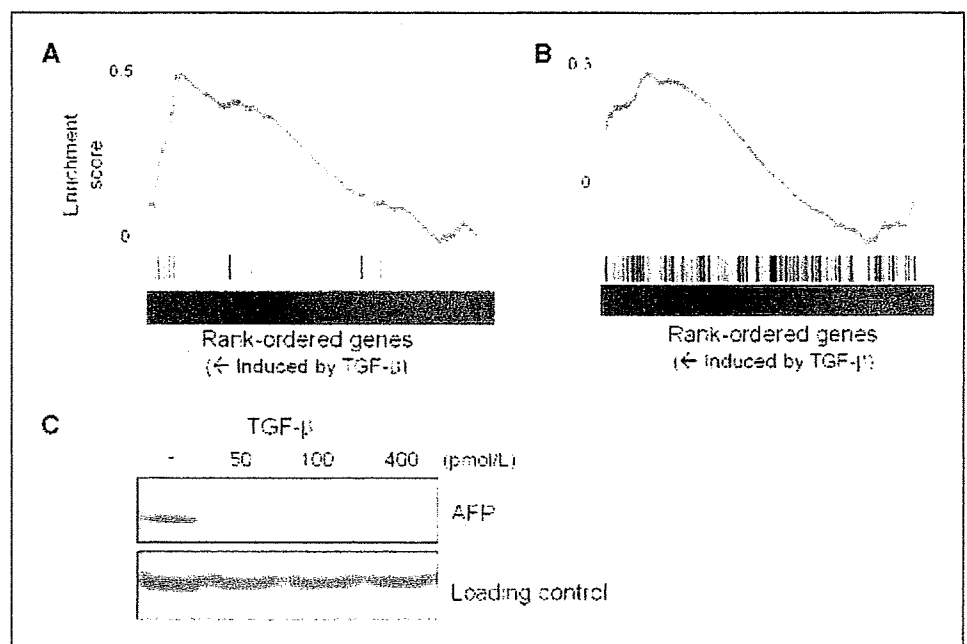 A
0.5
Enrichment
score
0
Rank-ordered genes
(← Induced by TGF-β)
B
0.3
0
Rank-ordered genes
(← Induced by TGF-β)
C
TGF-β
- 50 100 400 (pmol/L)
AFP
Loading control